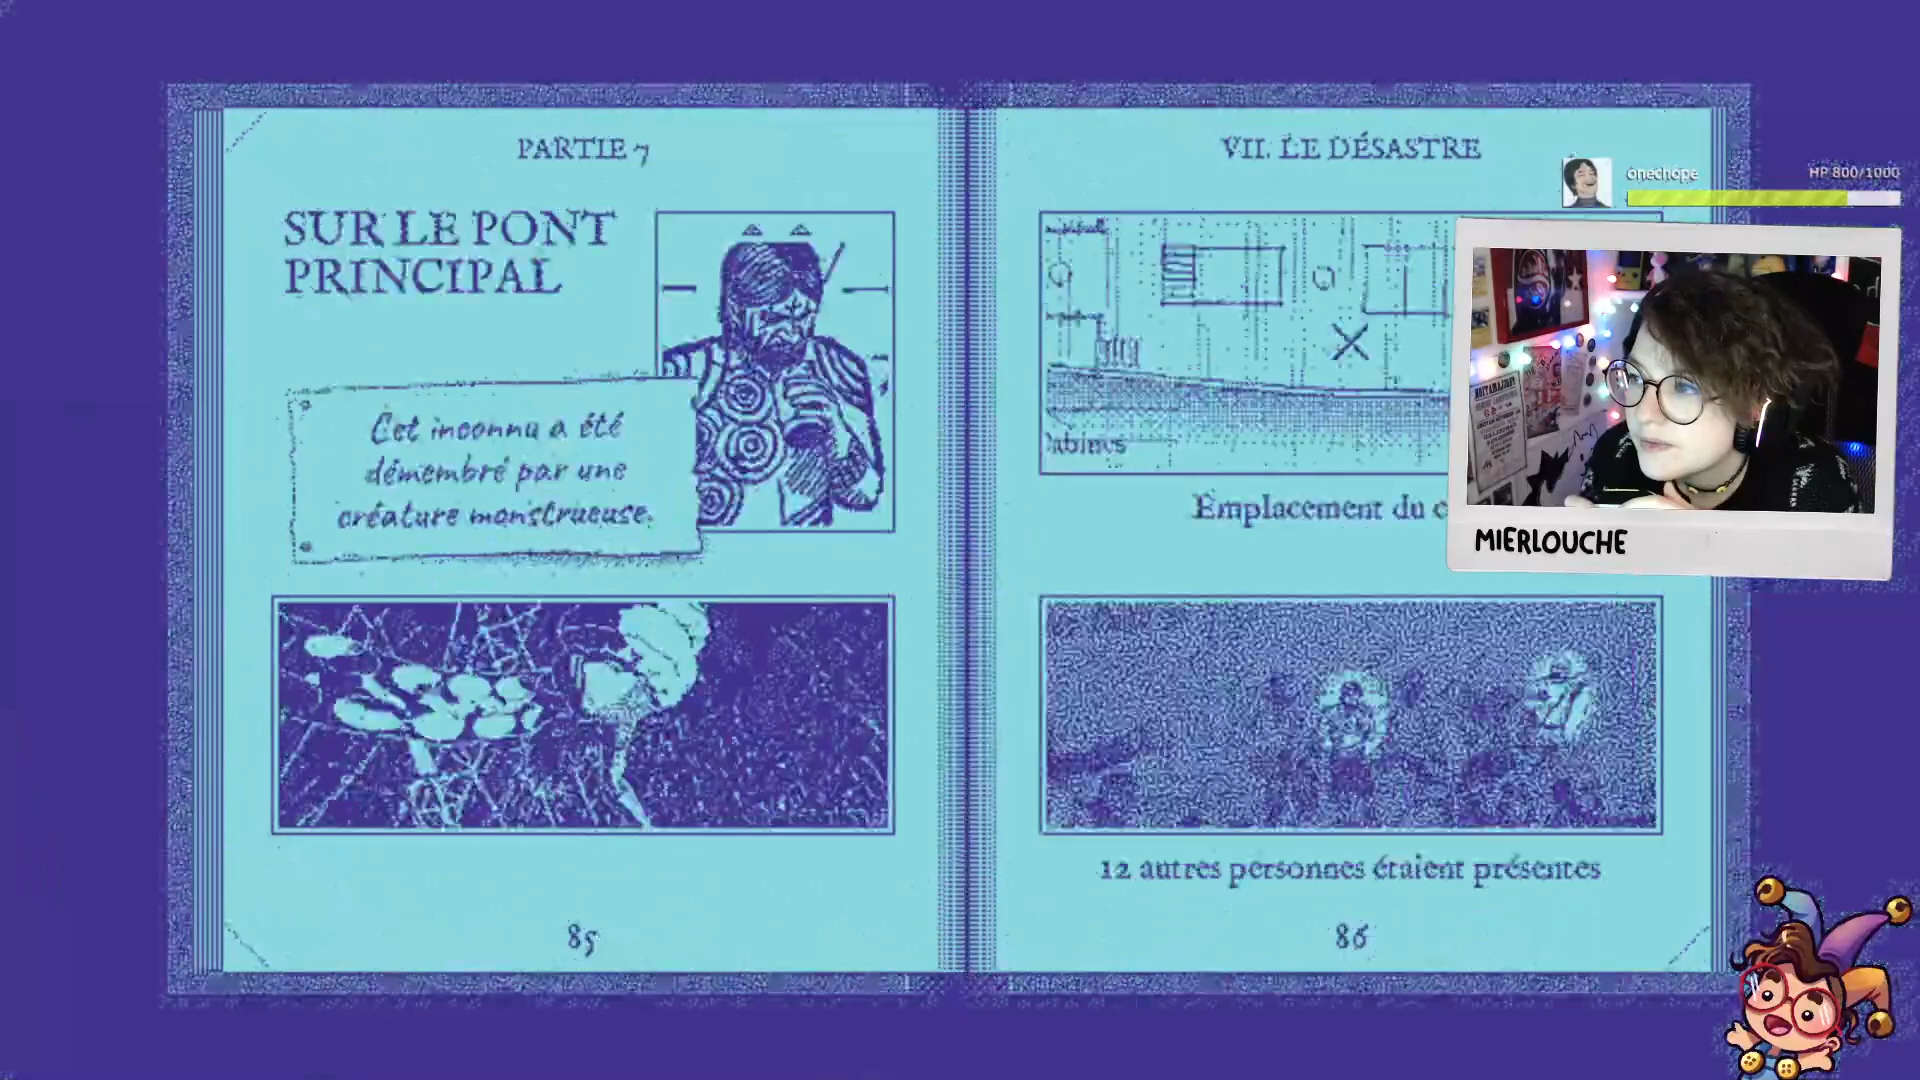 PARTIE 7
SUR LE PONT
PRINCIPAL
Cet inconnu a été
démembré par une
créature monstrueuse.
85
VII. LE DÉSASTRE
onechope
HP 800/1000
MIERLOUCHE
Emplacement du
12 autres personnes étaient présentes
86